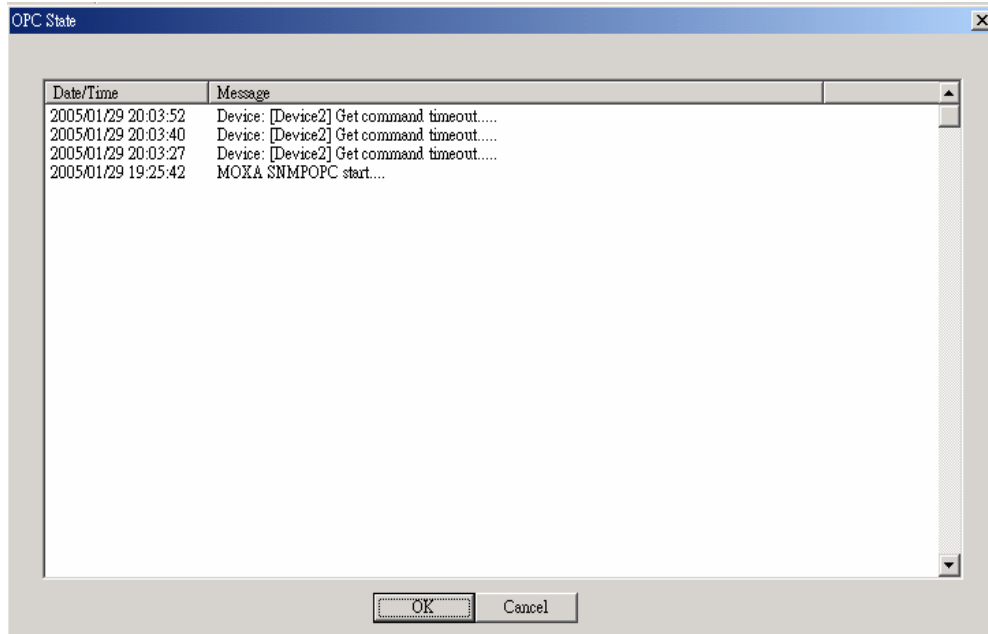 OPC State
Date/Time Message
2005/01/29 20:03:52 Device: [Device2] Get command timeout.....
2005/01/29 20:03:40 Device: [Device2] Get command timeout.....
2005/01/29 20:03:27 Device: [Device2] Get command timeout.....
2005/01/29 19:25:42 MOXA SNMPOPC start....
OK Cancel